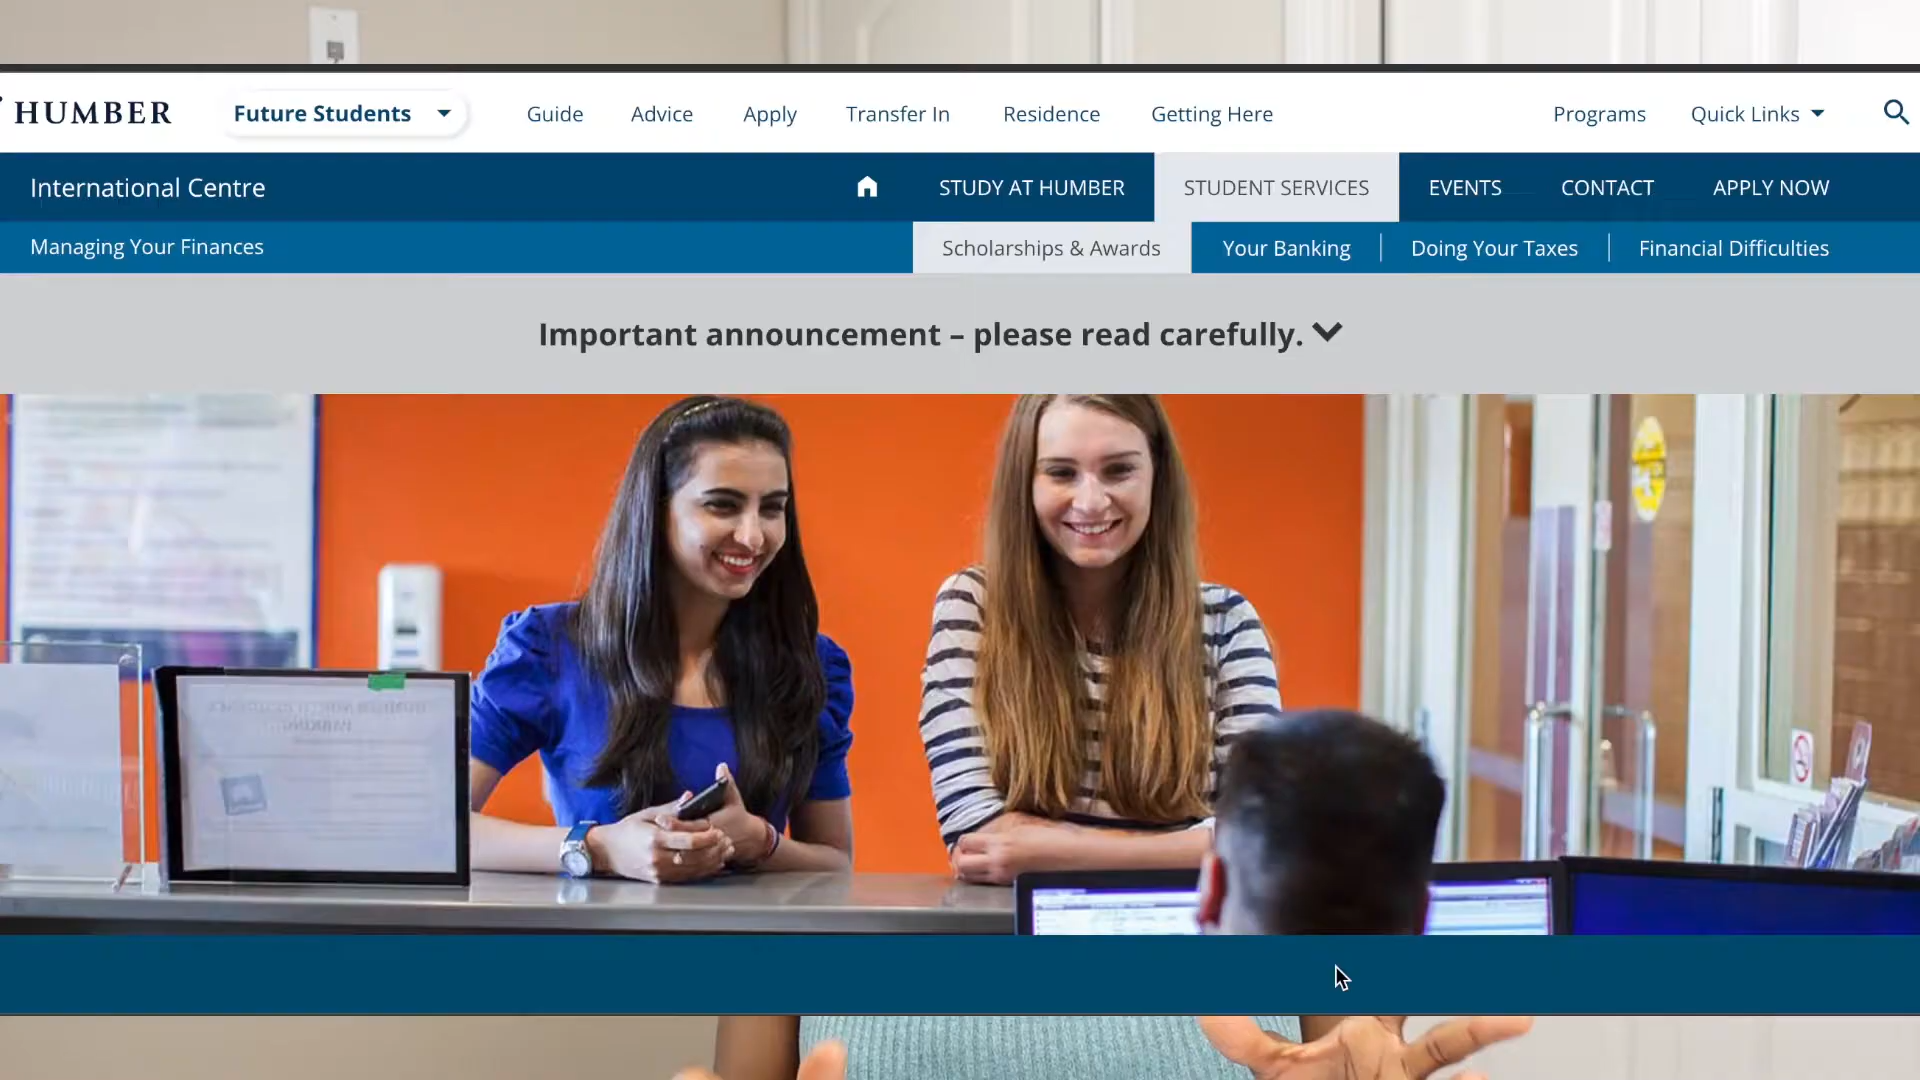 HUMBER
Future Students
Guide
Advice
Apply
Transfer In
Residence
Getting Here
Programs
Quick Links
International Centre
STUDY AT HUMBER
STUDENT SERVICES
EVENTS
CONTACT
APPLY NOW
Managing Your Finances
Scholarships & Awards
Your Banking
Doing Your Taxes
Financial Difficulties
Important announcement – please read carefully.